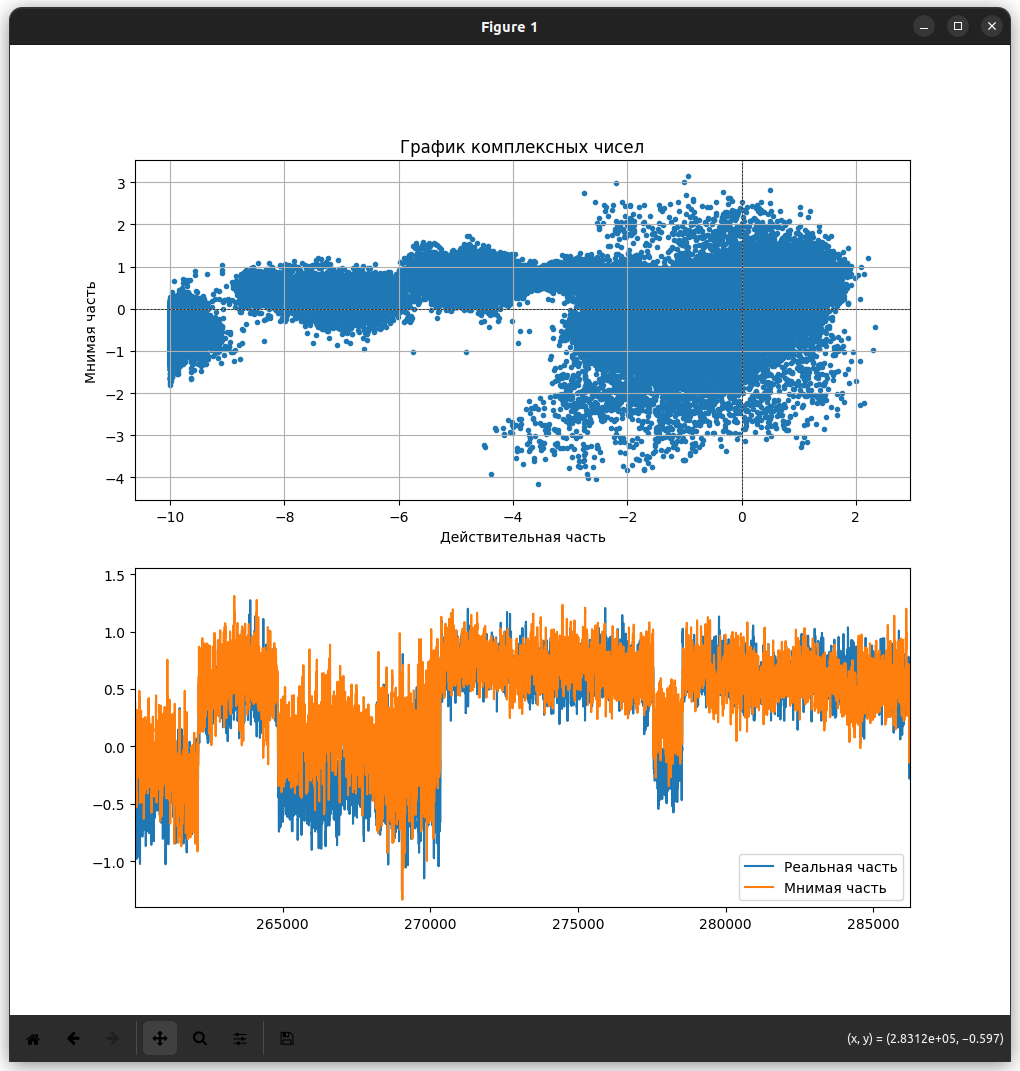 Figure 1
График комплексных чисел
3
2
1
0
−1
−2
−3
−4
Мнимая часть
−10 −8 −6 −4 −2 0 2
Действительная часть
1.5
1.0
0.5
0.0
−0.5
−1.0
Реальная часть
Мнимая часть
265000 270000 275000 280000 285000
(x, y) = (2.8312e+05, −0.597)